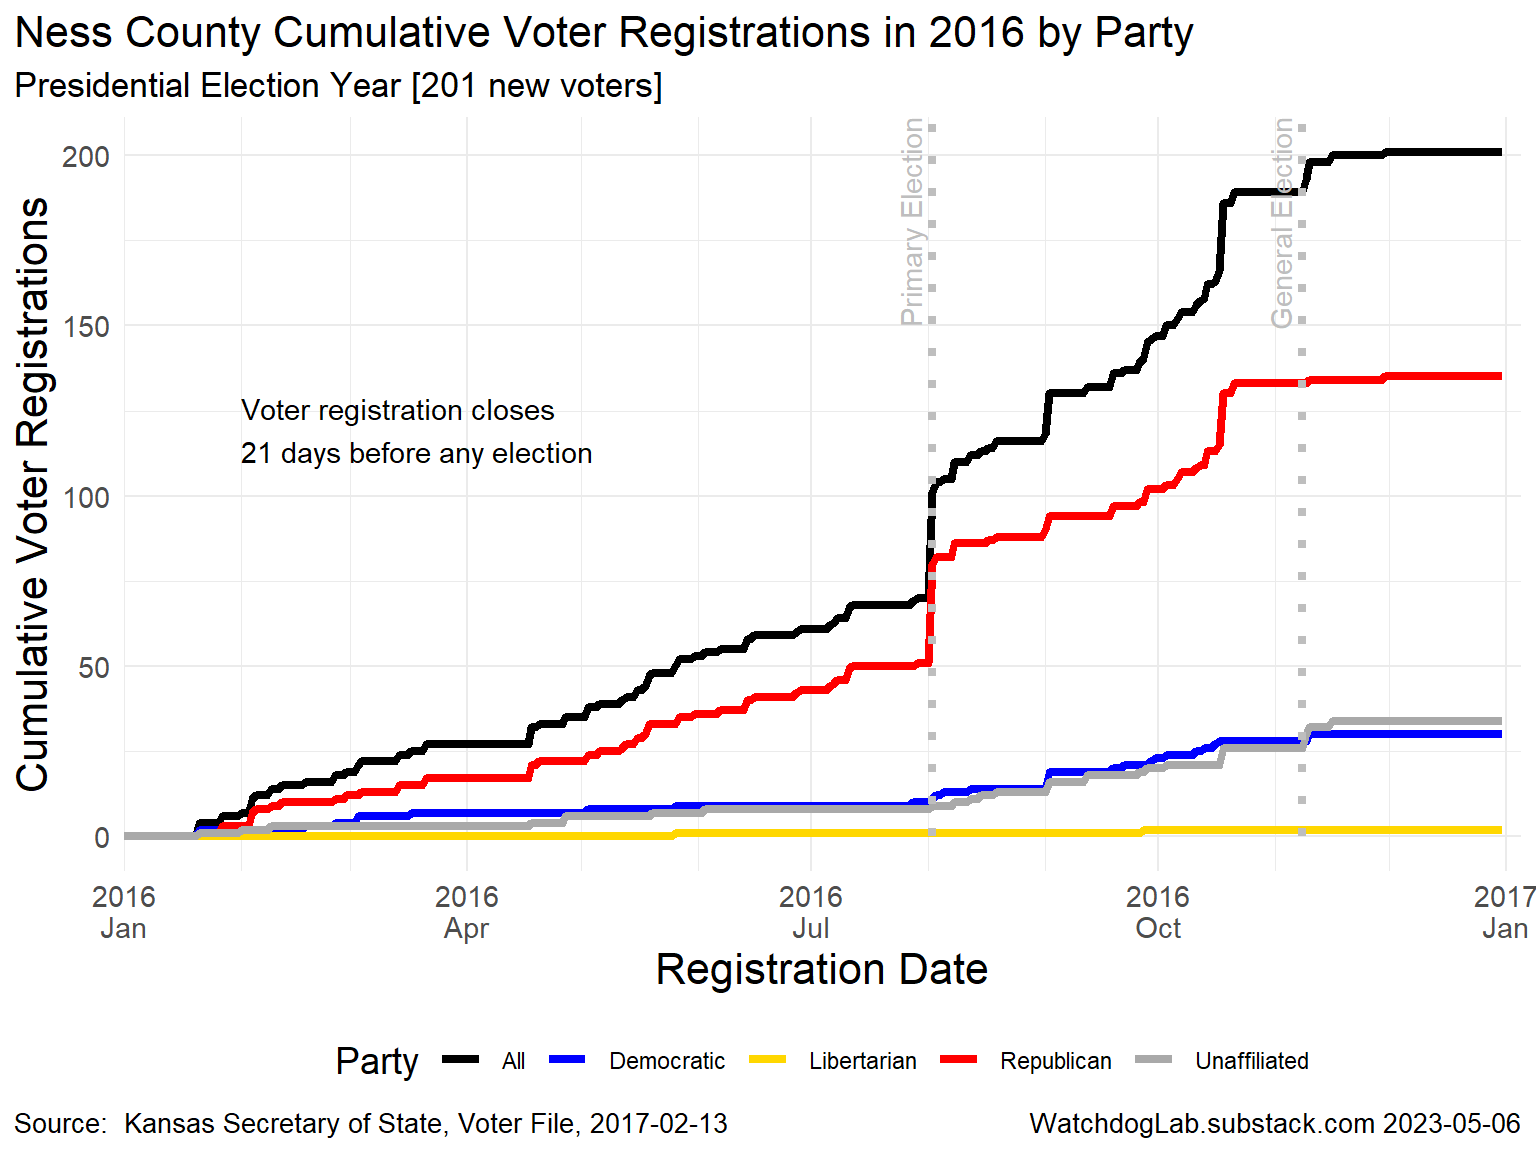 Ness County Cumulative Voter Registrations in 2016 by Party
Presidential Election Year [201 new voters]
Cumulative Voter Registrations
200
150
100
50
0
Primary Election
General Election
Voter registration closes
21 days before any election
2016 2016 2016 2016 2017
Jan Apr Jul Oct Jan
Registration Date
Party All Democratic Libertarian Republican Unaffiliated
Source:  Kansas Secretary of State, Voter File, 2017-02-13
WatchdogLab.substack.com 2023-05-06